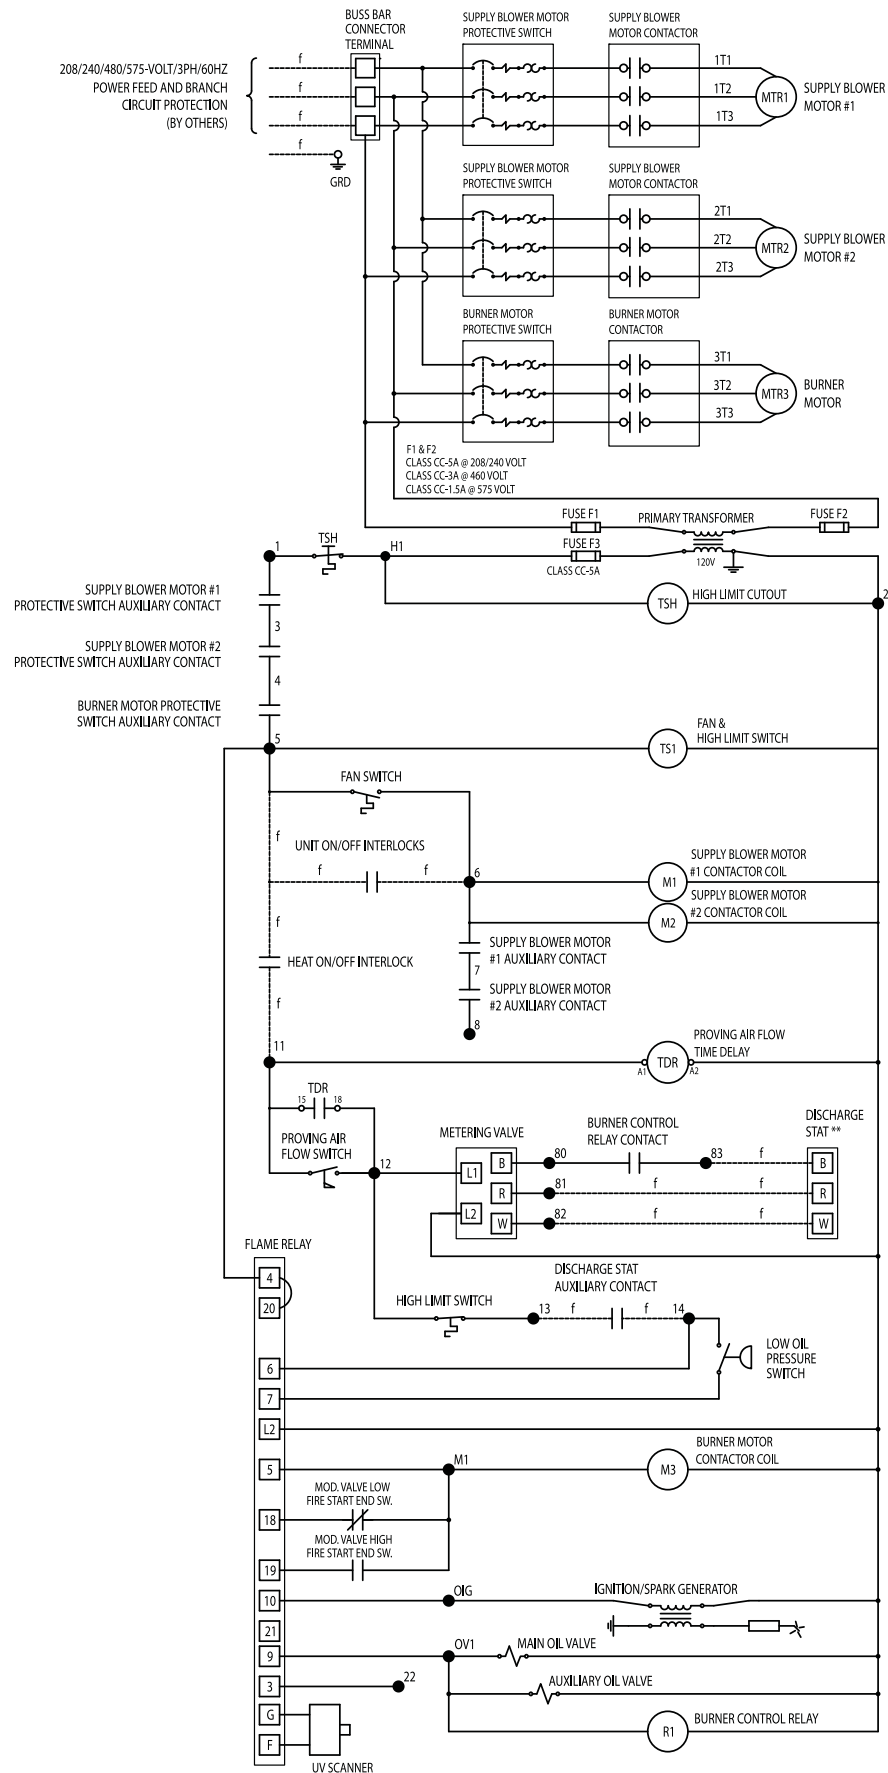 BUSS BAR
CONNECTOR
TERMINAL
SUPPLY BLOWER MOTOR
PROTECTIVE SWITCH
SUPPLY BLOWER
MOTOR CONTACTOR
208/240/480/575-VOLT/3PH/60HZ
POWER FEED AND BRANCH
CIRCUIT PROTECTION
(BY OTHERS)
f
f
f
f
GRD
1T1
1T2
1T3
MTR1
SUPPLY BLOWER
MOTOR #1
SUPPLY BLOWER MOTOR
PROTECTIVE SWITCH
SUPPLY BLOWER
MOTOR CONTACTOR
2T1
2T2
2T3
MTR2
SUPPLY BLOWER
MOTOR #2
BURNER MOTOR
PROTECTIVE SWITCH
BURNER MOTOR
CONTACTOR
3T1
3T2
3T3
MTR3
BURNER
MOTOR
F1 & F2
CLASS CC-5A @ 208/240 VOLT
CLASS CC-3A @ 460 VOLT
CLASS CC-1.5A @ 575 VOLT
FUSE F1
PRIMARY TRANSFORMER
FUSE F2
1
TSH
H1
FUSE F3
CLASS CC-5A
120V
TSH
HIGH LIMIT CUTOUT
2
SUPPLY BLOWER MOTOR #1
PROTECTIVE SWITCH AUXILIARY CONTACT
3
SUPPLY BLOWER MOTOR #2
PROTECTIVE SWITCH AUXILIARY CONTACT
4
BURNER MOTOR PROTECTIVE
SWITCH AUXILIARY CONTACT
5
TS1
FAN &
HIGH LIMIT SWITCH
FAN SWITCH
f
UNIT ON/OFF INTERLOCKS
f
f
6
M1
SUPPLY BLOWER MOTOR
#1 CONTACTOR COIL
M2
SUPPLY BLOWER MOTOR
#2 CONTACTOR COIL
f
HEAT ON/OFF INTERLOCK
f
SUPPLY BLOWER MOTOR
#1 AUXILIARY CONTACT
7
SUPPLY BLOWER MOTOR
#2 AUXILIARY CONTACT
8
11
A1
TDR
A2
PROVING AIR FLOW
TIME DELAY
TDR
15
18
PROVING AIR
FLOW SWITCH
12
METERING VALVE
L1
L2
B
R
W
80
81
82
BURNER CONTROL
RELAY CONTACT
83
f
f
f
f
f
DISCHARGE
STAT **
B
R
W
FLAME RELAY
4
20
6
7
L2
5
18
19
10
21
9
3
G
F
HIGH LIMIT SWITCH
13
f
DISCHARGE STAT
AUXILIARY CONTACT
f
14
LOW OIL
PRESSURE
SWITCH
M1
M3
BURNER MOTOR
CONTACTOR COIL
MOD. VALVE LOW
FIRE START END SW.
MOD. VALVE HIGH
FIRE START END SW.
OIG
IGNITION/SPARK GENERATOR
OV1
MAIN OIL VALVE
22
AUXILIARY OIL VALVE
R1
BURNER CONTROL RELAY
UV SCANNER